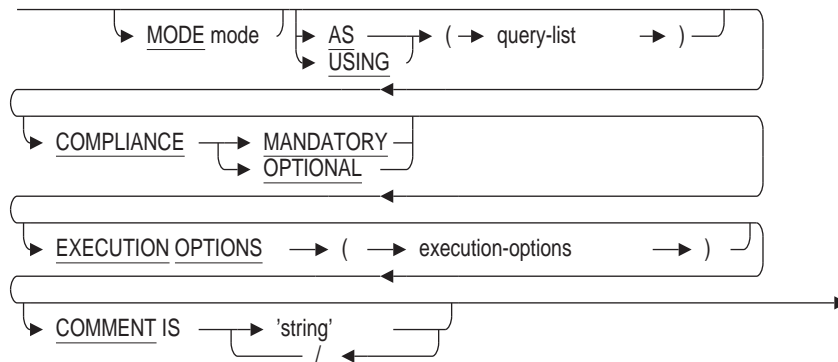 MODE mode AS ( query-list )
USING
COMPLIANCE MANDATORY
OPTIONAL
EXECUTION OPTIONS ( execution-options )
COMMENT IS 'string'
/